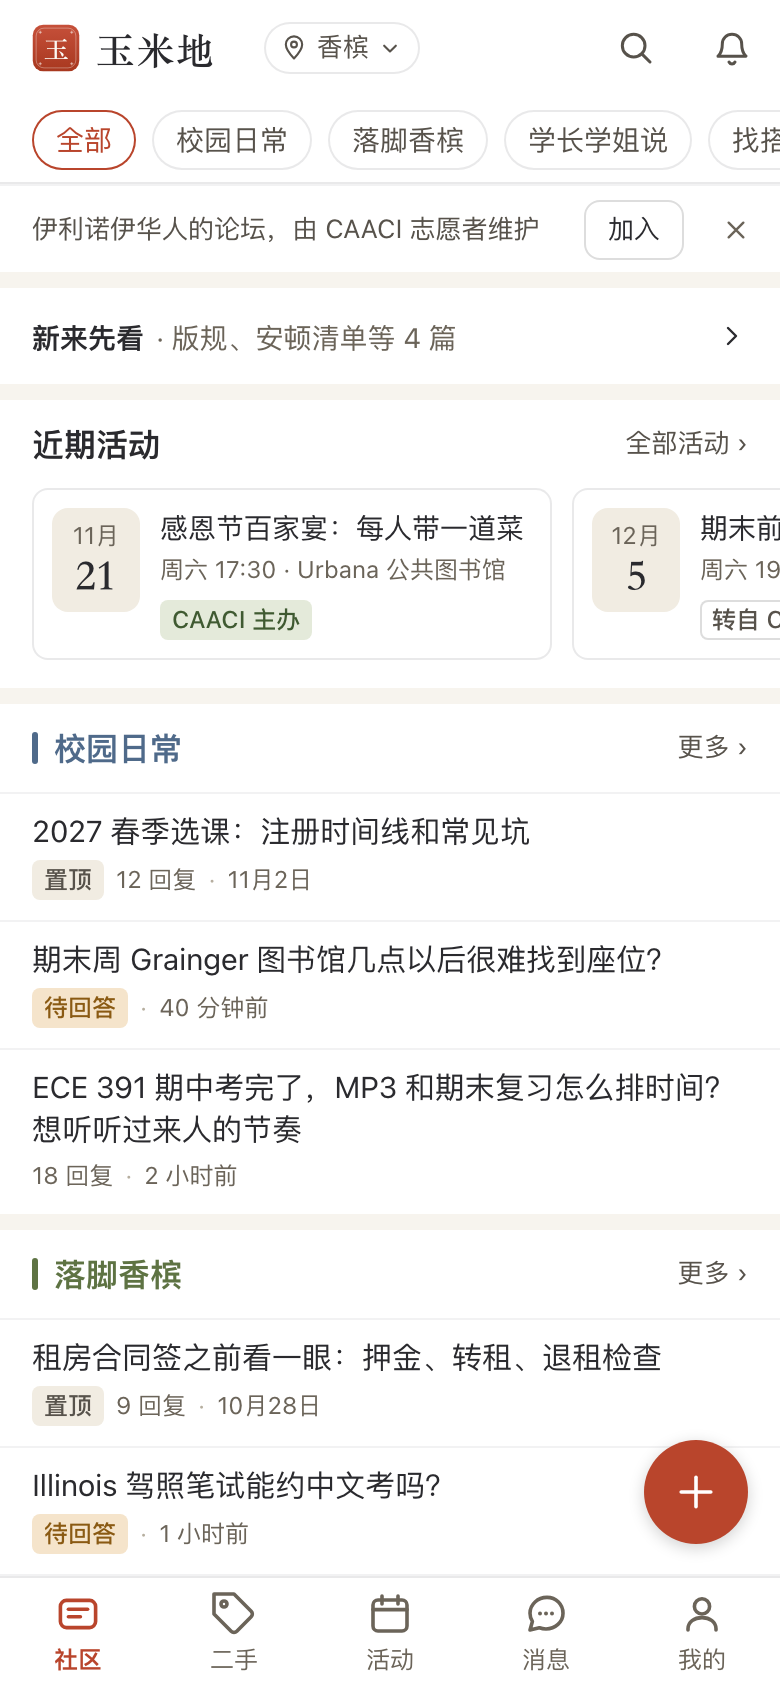 玉 玉米地 香槟
全部 校园日常 落脚香槟 学长学姐说 找搭
伊利诺伊华人的论坛，由 CAACI 志愿者维护 加入
新来先看 · 版规、安顿清单等 4 篇
近期活动 全部活动 ›
11月
21
感恩节百家宴：每人带一道菜
周六 17:30 · Urbana 公共图书馆
CAACI 主办
12月
5
期末前
周六 19
转自 C
校园日常 更多 ›
2027 春季选课：注册时间线和常见坑
置顶 12 回复 · 11月2日
期末周 Grainger 图书馆几点以后很难找到座位?
待回答 · 40 分钟前
ECE 391 期中考完了，MP3 和期末复习怎么排时间?
想听听过来人的节奏
18 回复 · 2 小时前
落脚香槟 更多 ›
租房合同签之前看一眼：押金、转租、退租检查
置顶 9 回复 · 10月28日
Illinois 驾照笔试能约中文考吗?
待回答 · 1 小时前
社区 二手 活动 消息 我的